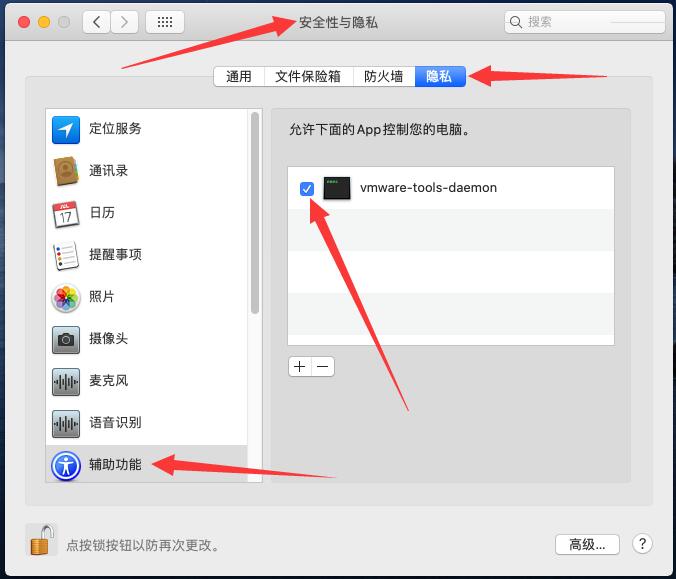 安全性与隐私
搜索
通用 文件保险箱 防火墙 隐私
定位服务
通讯录
JUL
17
日历
提醒事项
照片
摄像头
麦克风
语音识别
辅助功能
允许下面的App控制您的电脑。
exec
vmware-tools-daemon
点按锁按钮以防再次更改。
高级...
?